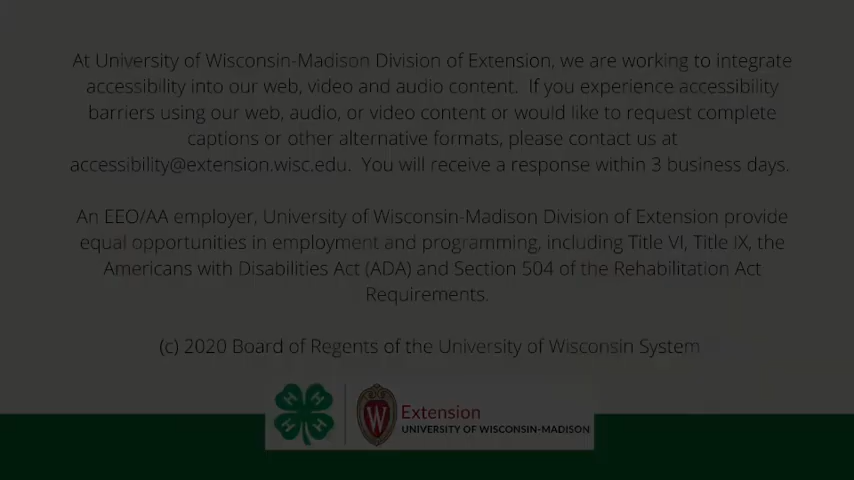 At University of Wisconsin-Madison Division of Extension, we are working to integrate
accessibility into our web, video and audio content.  If you experience accessibility
barriers using our web, audio, or video content or would like to request complete
captions or other alternative formats, please contact us at
accessibility@extension.wisc.edu.  You will receive a response within 3 business days.
An EEO/AA employer, University of Wisconsin-Madison Division of Extension provide
equal opportunities in employment and programming, including Title VI, Title IX, the
Americans with Disabilities Act (ADA) and Section 504 of the Rehabilitation Act
Requirements.
(c) 2020 Board of Regents of the University of Wisconsin System
H H H H
W
Extension
UNIVERSITY OF WISCONSIN-MADISON